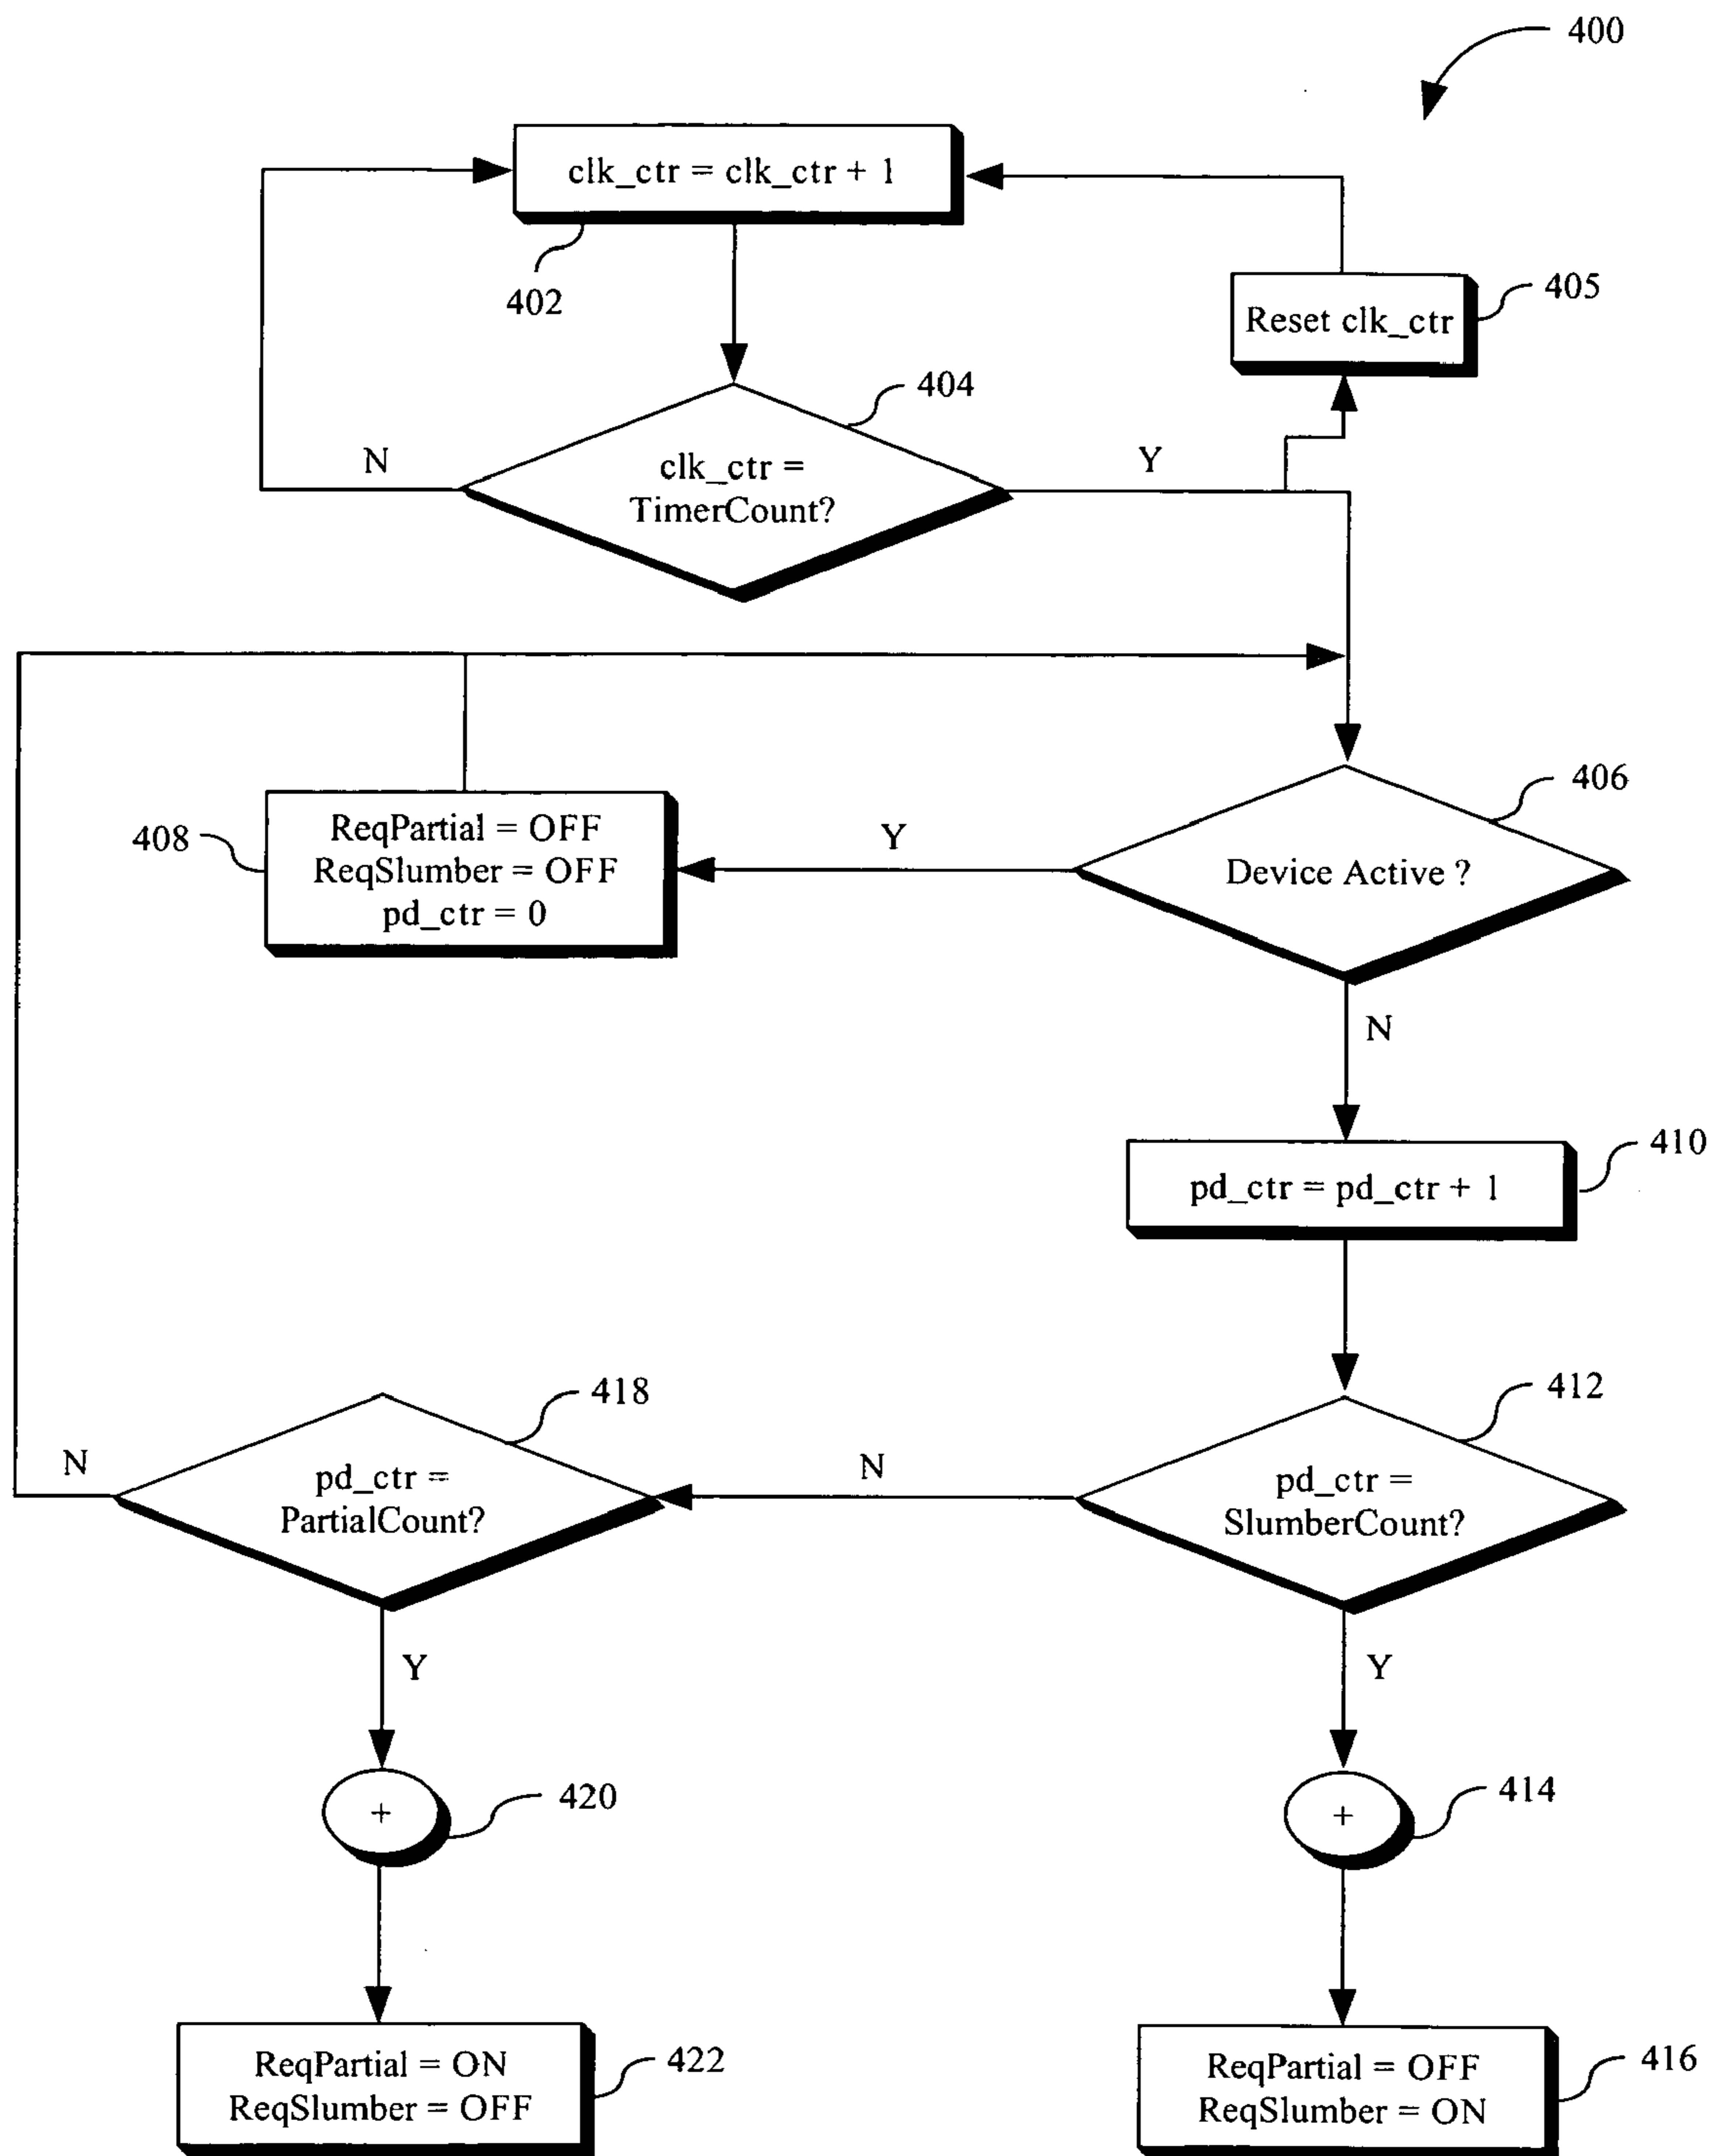 400
clk_ctr = clk_ctr + 1
402
405
Reset clk_ctr
404
N
Y
clk_ctr =
TimerCount?
406
408
ReqPartial = OFF
ReqSlumber = OFF
pd_ctr = 0
Y
Device Active ?
N
410
pd_ctr = pd_ctr + 1
418
412
N
pd_ctr =
PartialCount?
N
pd_ctr =
SlumberCount?
Y
Y
+
420
+
414
ReqPartial = ON
ReqSlumber = OFF
422
ReqPartial = OFF
ReqSlumber = ON
416